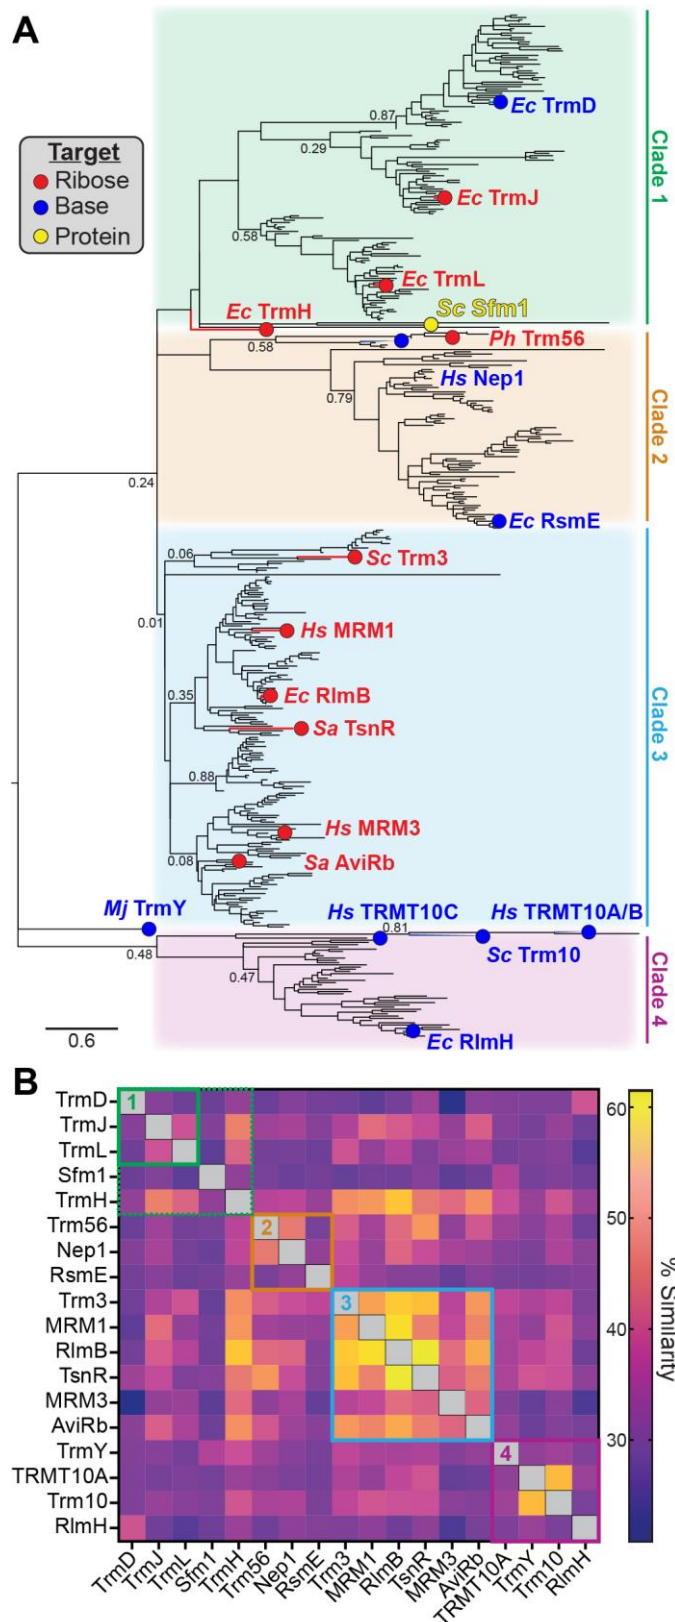 A
Target
Ribose
Base
Protein
Clade 1
0.87
Ec TrmD
0.29
Ec TrmJ
0.58
Ec TrmL
Sc Sfm1
Ec TrmH
Ph Trm56
0.58
Hs Nep1
0.79
Clade 2
0.24
Ec RsmE
0.06
Sc Trm3
0.01
Hs MRM1
0.35
Ec RlmB
Clade 3
Sa TsnR
0.88
Hs MRM3
0.08
Sa AviRb
Mj TrmY
Hs TRMT10C
Hs TRMT10A/B
0.81
Sc Trm10
0.48
0.47
Clade 4
Ec RlmH
0.6
B
TrmD
TrmJ
TrmL
Sfm1
TrmH
Trm56
Nep1
RsmE
Trm3
MRM1
RlmB
TsnR
MRM3
AviRb
TrmY
TRMT10A
Trm10
RlmH
1
2
3
4
60
50
40
30
% Similarity
TrmD
TrmJ
TrmL
Sfm1
TrmH
Trm56
Nep1
RsmE
Trm3
MRM1
RlmB
TsnR
MRM3
AviRb
TRMT10A
TrmY
Trm10
RlmH